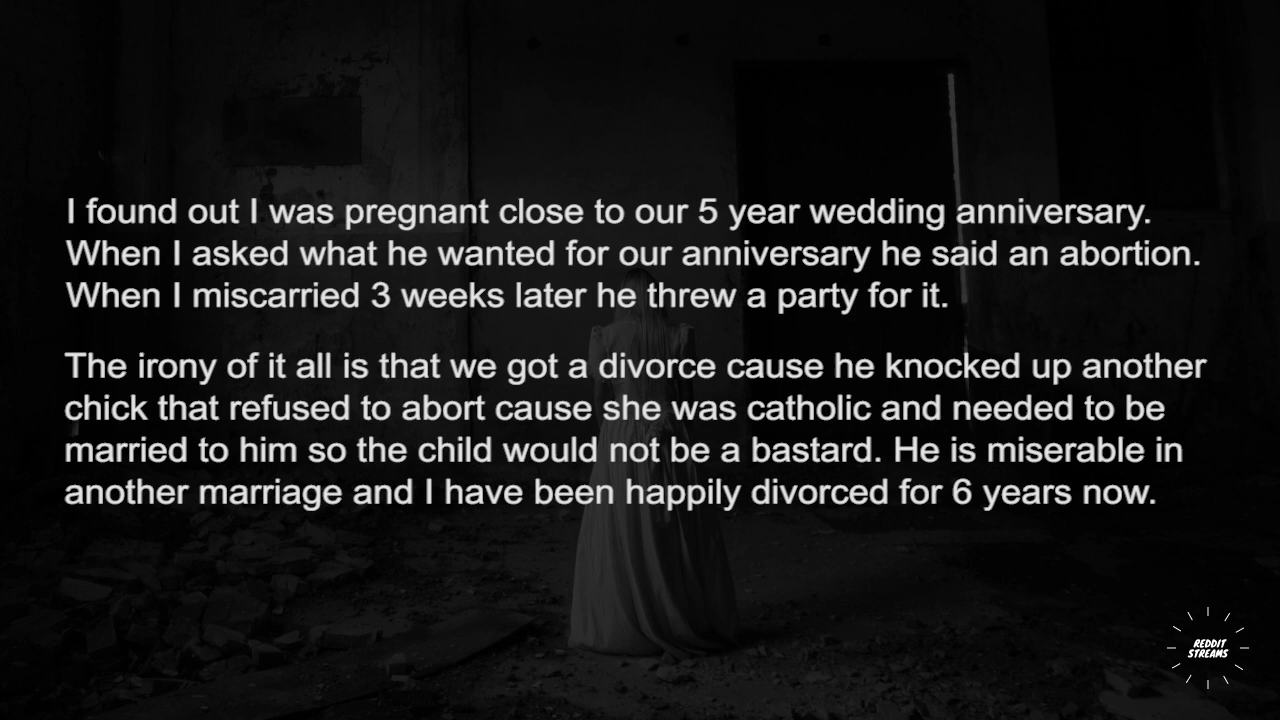 I found out I was pregnant close to our 5 year wedding anniversary.
When I asked what he wanted for our anniversary he said an abortion.
When I miscarried 3 weeks later he threw a party for it.
The irony of it all is that we got a divorce cause he knocked up another
chick that refused to abort cause she was catholic and needed to be
married to him so the child would not be a bastard. He is miserable in
another marriage and I have been happily divorced for 6 years now.
REDDIT
STREAMS